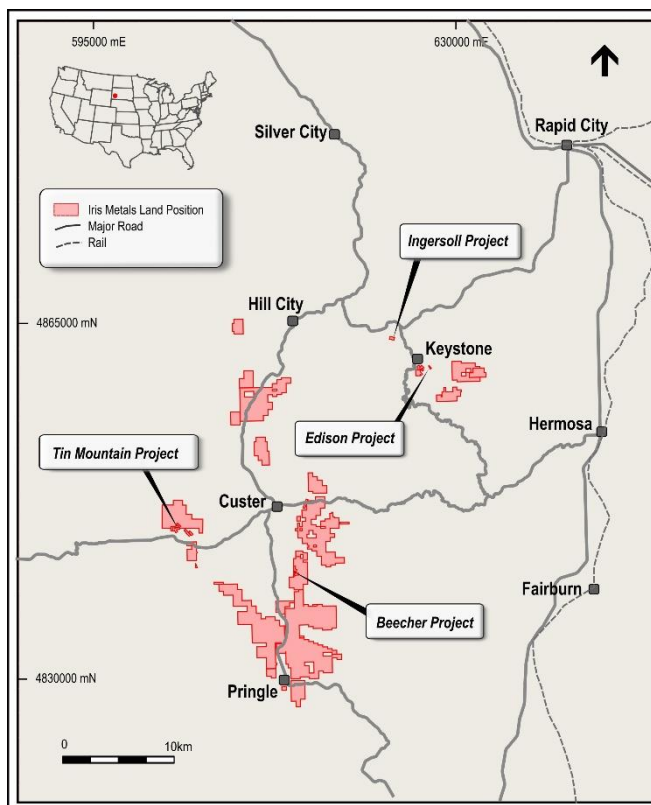 595000 mE
630000 mE
Silver City
Rapid City
Iris Metals Land Position
Major Road
Rail
Ingersoll Project
Hill City
4865000 mN
Keystone
Edison Project
Hermosa
Tin Mountain Project
Custer
Fairburn
Beecher Project
4830000 mN
Pringle
0 10km